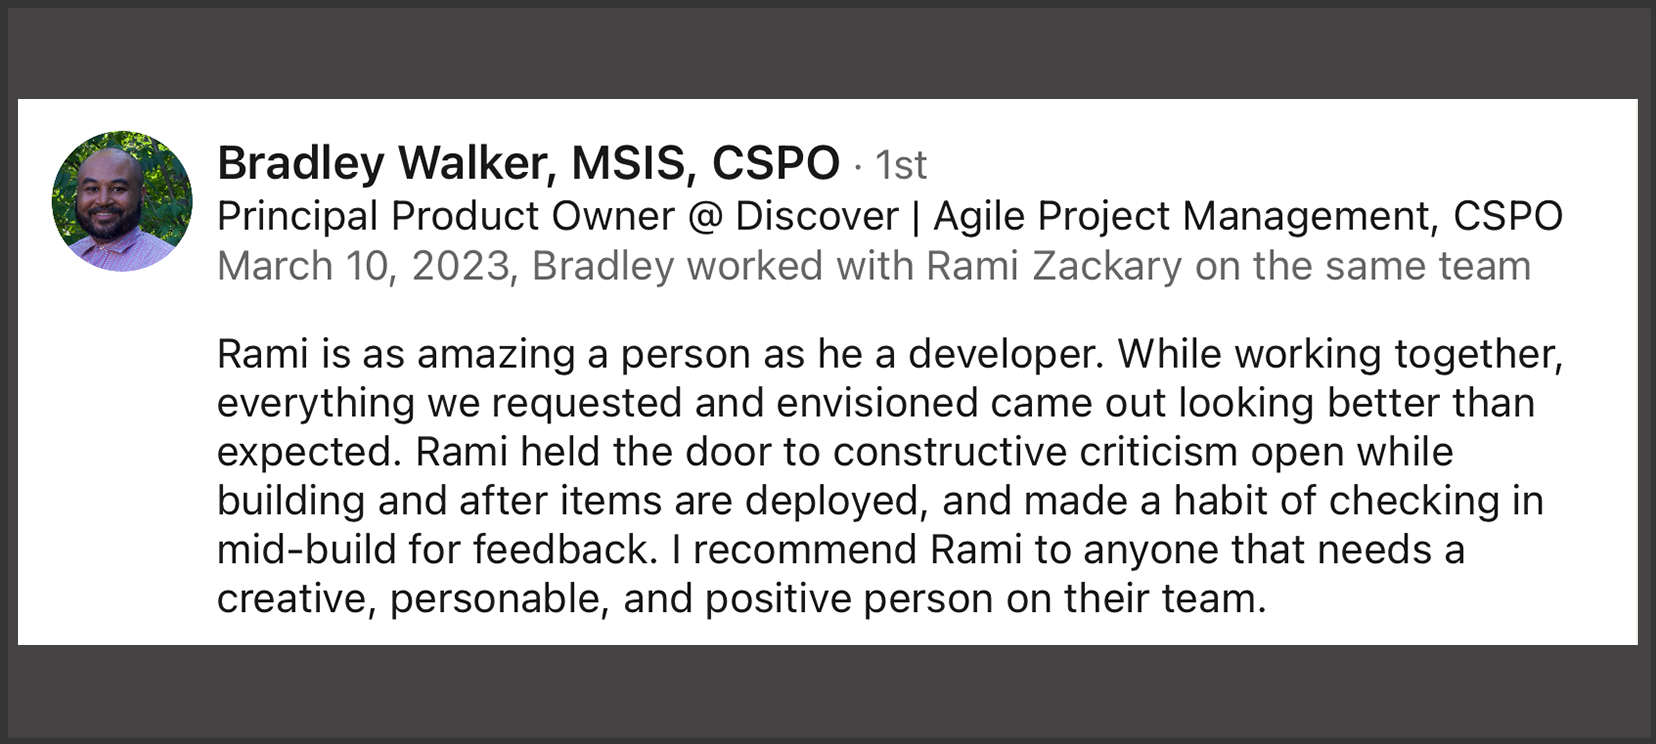 Bradley Walker, MSIS, CSPO · 1st
Principal Product Owner @ Discover | Agile Project Management, CSPO
March 10, 2023, Bradley worked with Rami Zackary on the same team
Rami is as amazing a person as he a developer. While working together,
everything we requested and envisioned came out looking better than
expected. Rami held the door to constructive criticism open while
building and after items are deployed, and made a habit of checking in
mid-build for feedback. I recommend Rami to anyone that needs a
creative, personable, and positive person on their team.